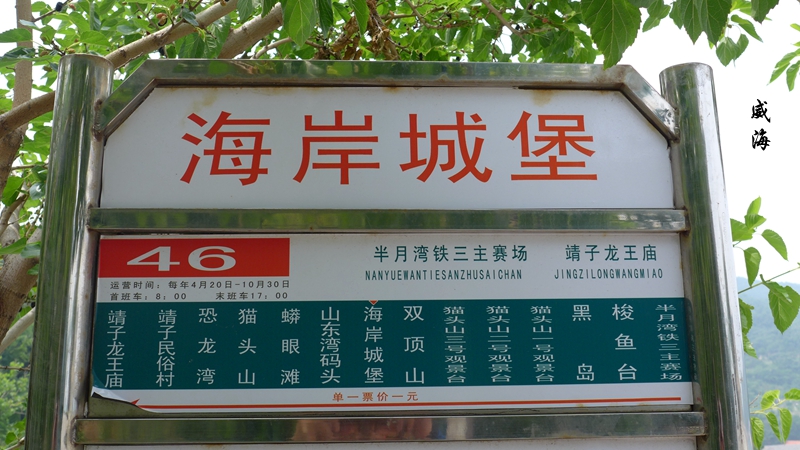 海岸城堡
威海
46
半月湾铁三主赛场 靖子龙王庙
NANYUEWANTIESANZHUSAICHAN JINGZILONGWANGMIAO
运营时间：每年4月20日-10月30日
首班车：8：00 末班车17：00
靖子龙王庙
靖子民俗村
恐龙湾
猫头山
蟒眼滩
山东湾码头
海岸城堡
双顶山
猫头山三号观景台
猫头山二号观景台
猫头山一号观景台
黑岛
梭鱼台
半月湾铁三主赛场
单一票价一元